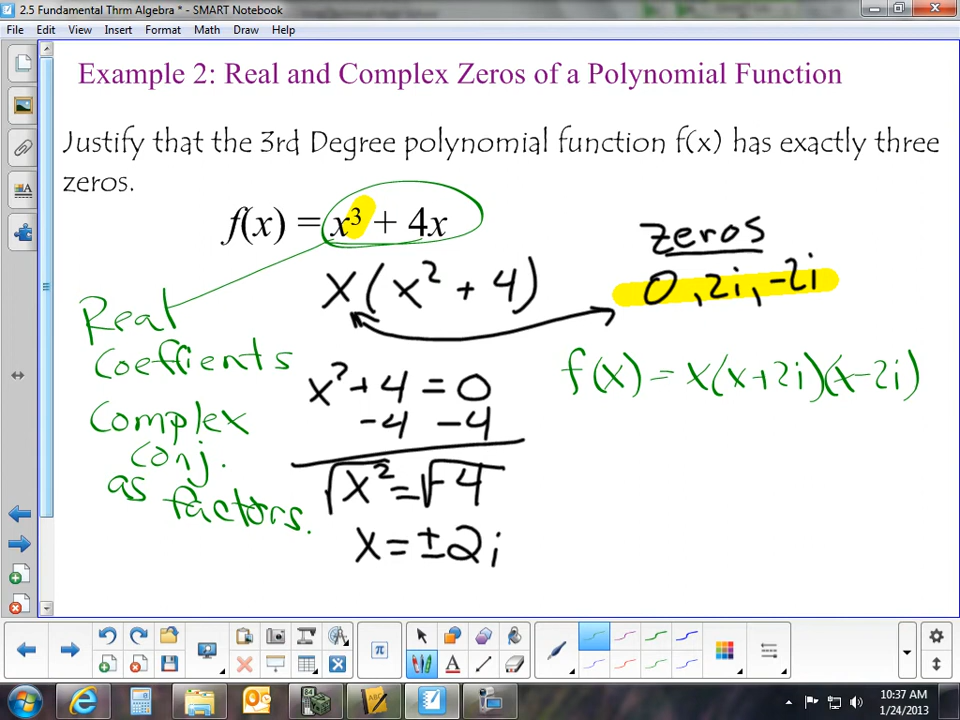 2.5 Fundamental Thrm Algebra * - SMART Notebook
File Edit View Insert Format Math Draw Help
Example 2: Real and Complex Zeros of a Polynomial Function
Justify that the 3rd Degree polynomial function f(x) has exactly three
zeros.
f(x) = x³ + 4x
zeros
x(x² + 4)
0, 2i, -2i
Real
Coeffients
Complex
Conj.
as factors.
x² + 4 = 0
-4 -4
√x² = √-4
x = ±2i
f(x) = x(x+2i)(x-2i)
π
A
10:37 AM
1/24/2013